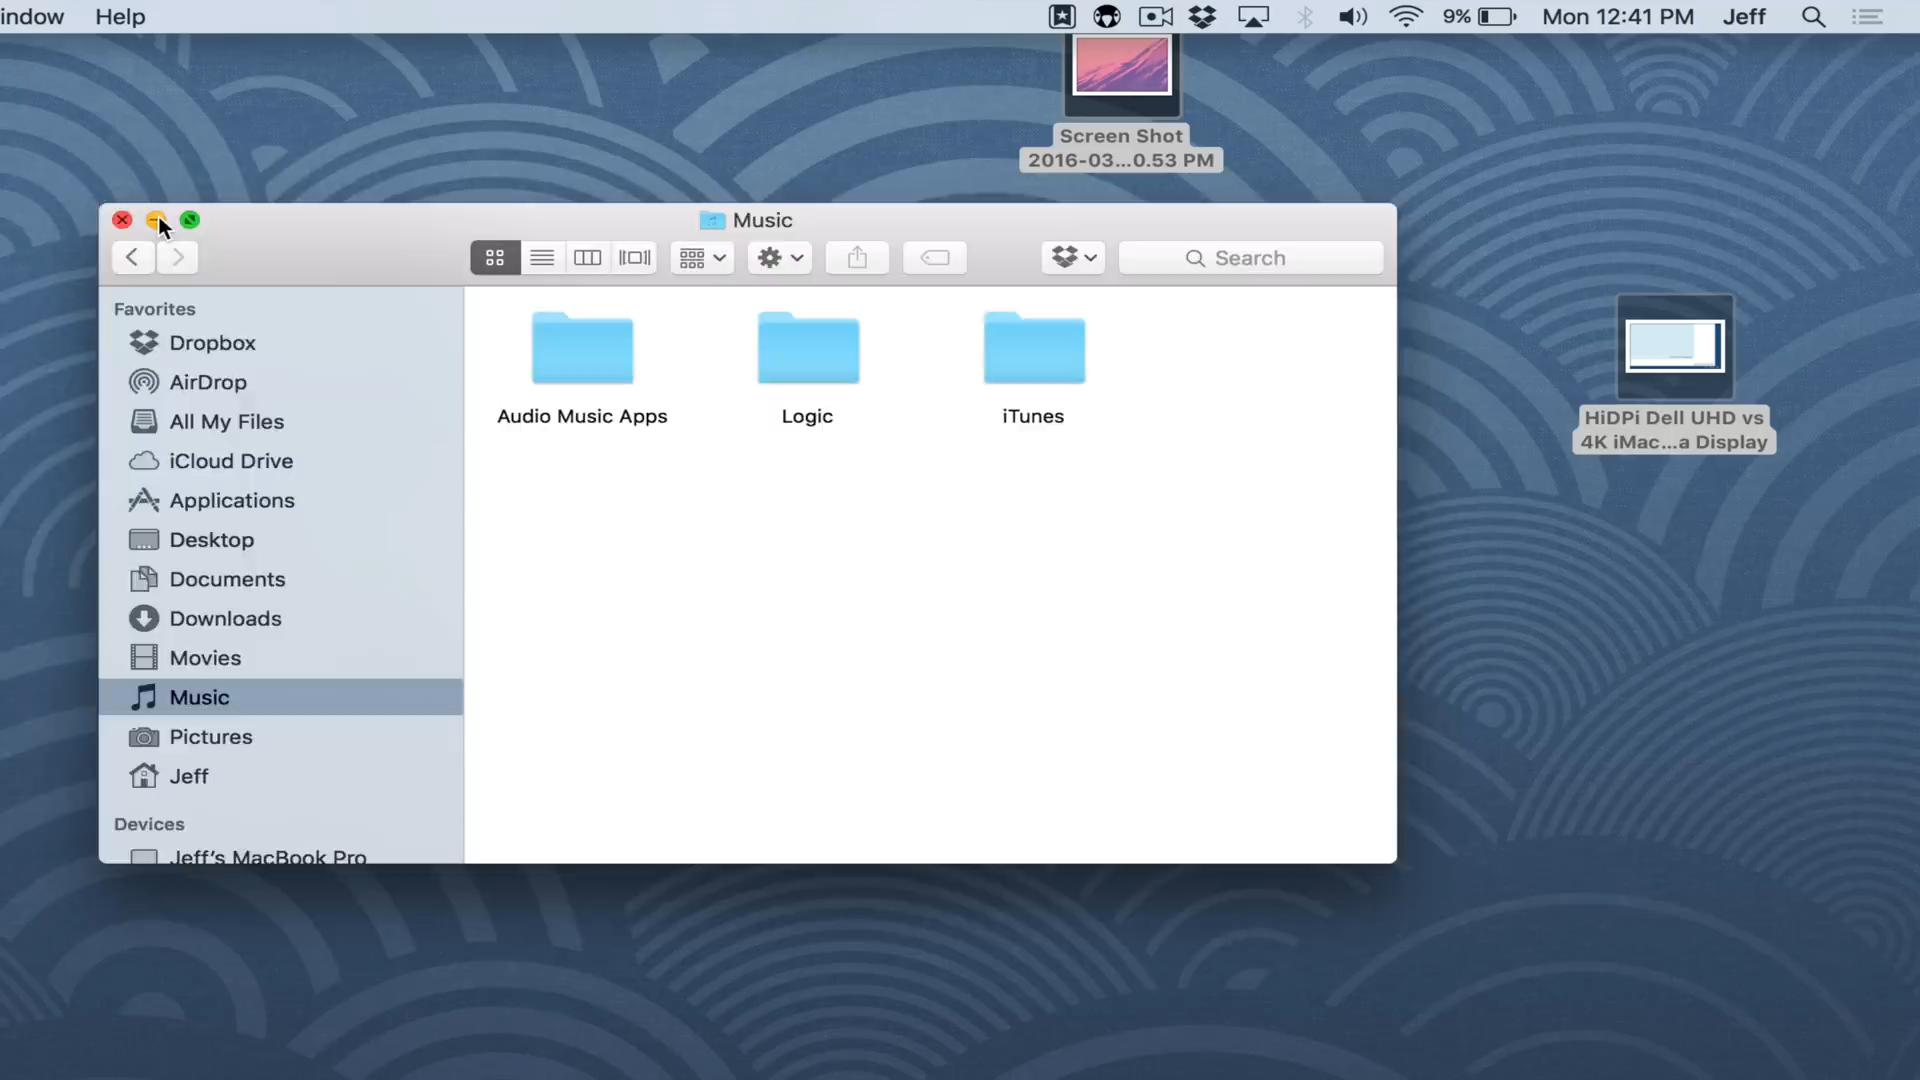 indow Help 9% Mon 12:41 PM Jeff
Screen Shot
2016-03...0.53 PM
Music
Search
Favorites
Dropbox
AirDrop
All My Files
iCloud Drive
Applications
Desktop
Documents
Downloads
Movies
Music
Pictures
Jeff
Devices
Jeff's MacBook Pro
Audio Music Apps
Logic
iTunes
HiDPi Dell UHD vs
4K iMac...a Display